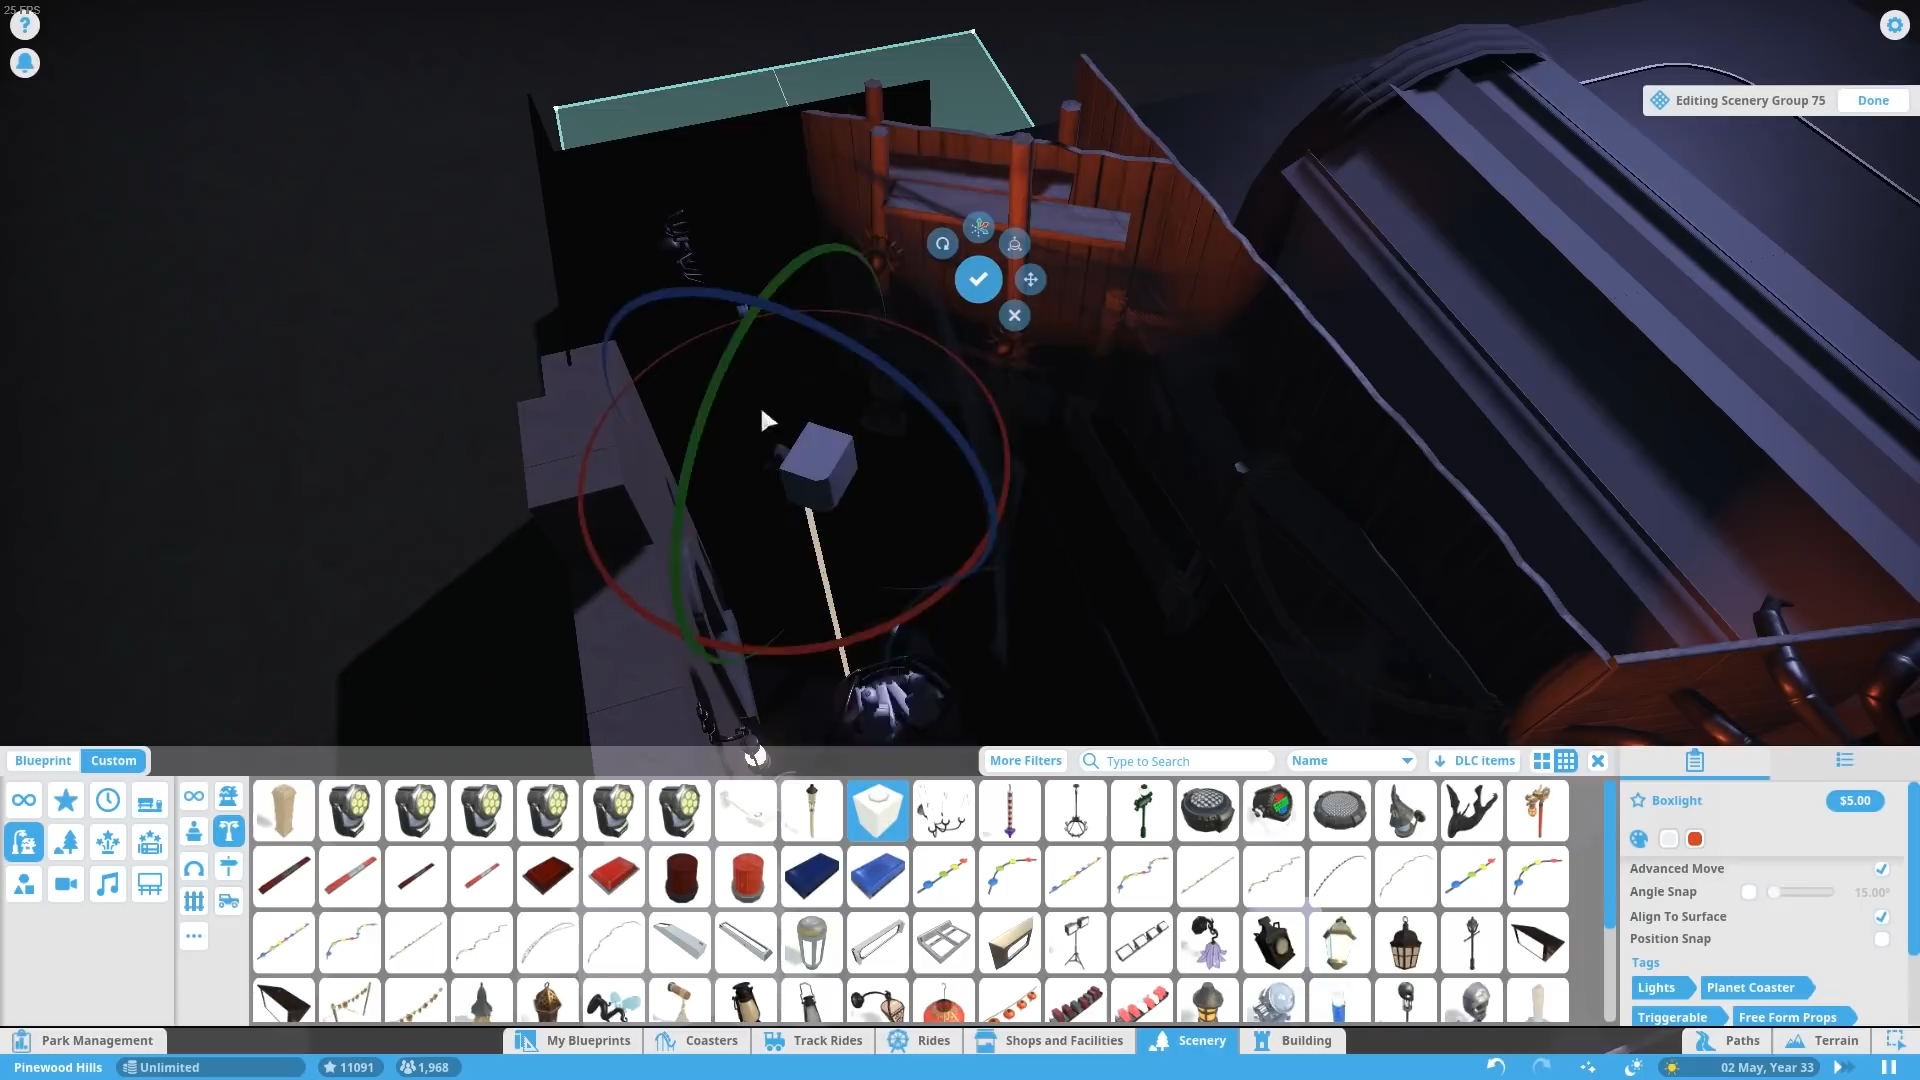 25 FPS
?
Editing Scenery Group 75
Done
Blueprint
Custom
More Filters
Type to Search
Name
DLC items
Boxlight
$5.00
Advanced Move
Angle Snap
15.00°
Align To Surface
Position Snap
Tags
Lights
Planet Coaster
Triggerable
Free Form Props
Park Management
My Blueprints
Coasters
Track Rides
Rides
Shops and Facilities
Scenery
Building
Paths
Terrain
Pinewood Hills
Unlimited
11091
1,968
02 May, Year 33